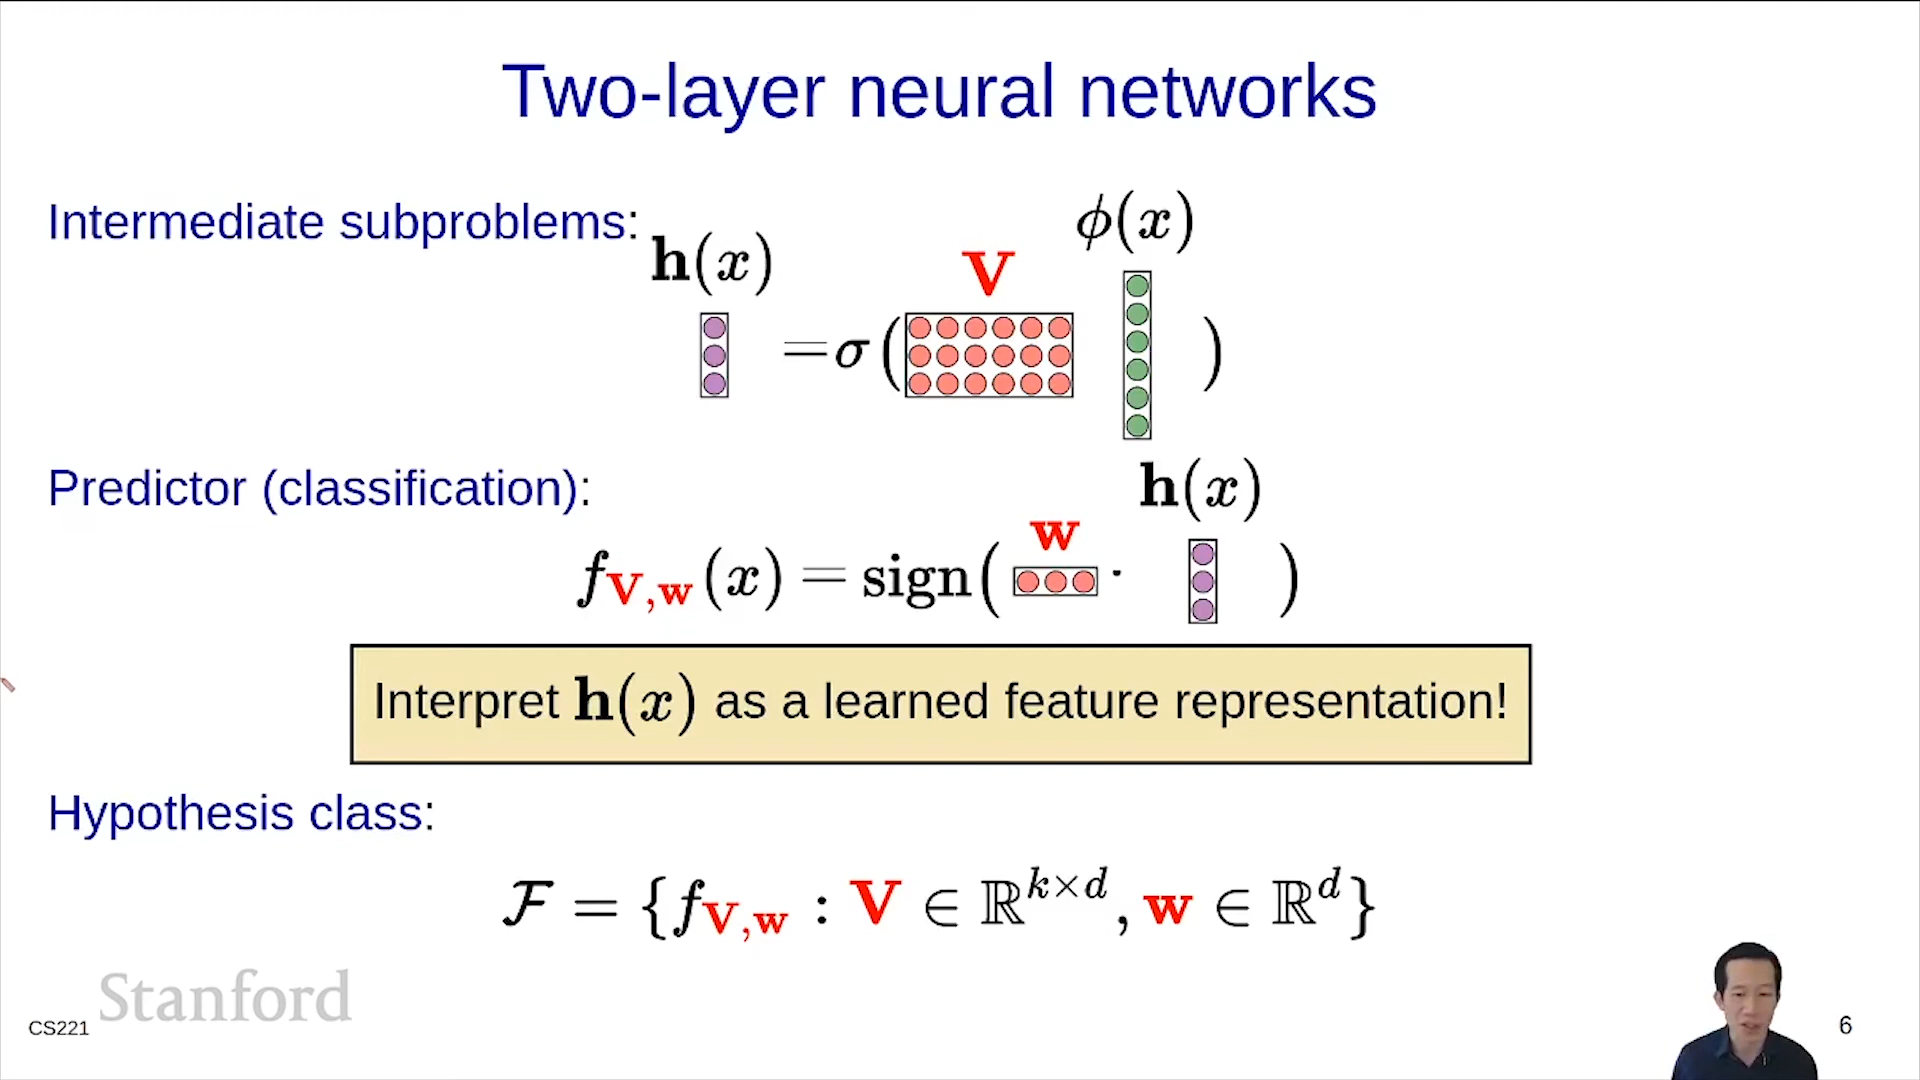 Two-layer neural networks
Intermediate subproblems:
h(x) = σ( V ϕ(x) )
Predictor (classification):
f_{V,w}(x) = sign( w · h(x) )
Interpret h(x) as a learned feature representation!
Hypothesis class:
ℱ = {f_{V,w} : V ∈ ℝ^{k×d}, w ∈ ℝ^d}
Stanford
CS221
6